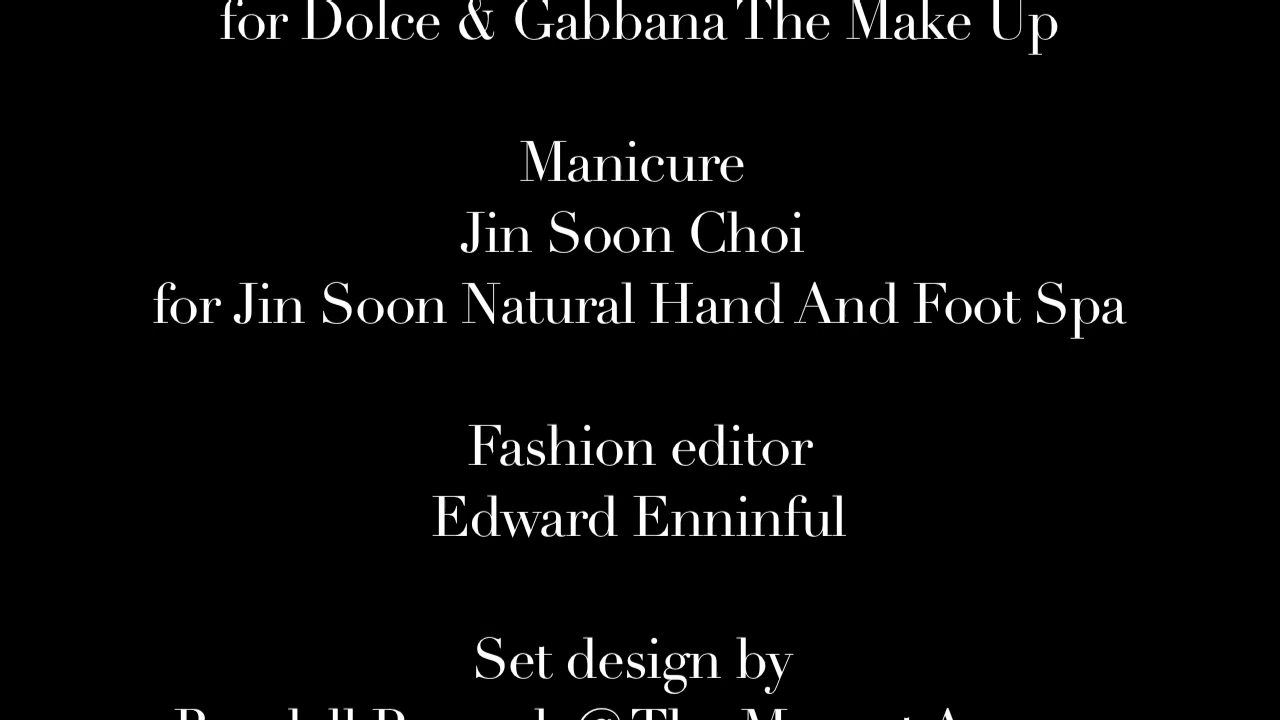 for Dolce & Gabbana The Make Up
Manicure
Jin Soon Choi
for Jin Soon Natural Hand And Foot Spa
Fashion editor
Edward Enninful
Set design by
@ The